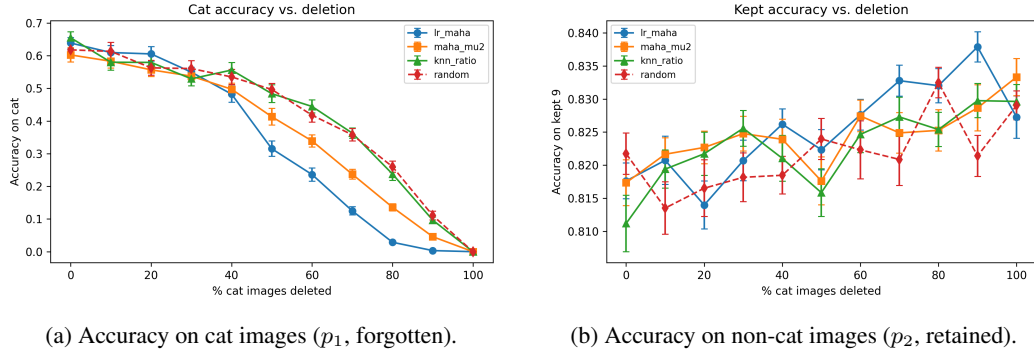 Cat accuracy vs. deletion
Accuracy on cat
0.7
0.6
0.5
0.4
0.3
0.2
0.1
0.0
lr_maha
maha_mu2
knn_ratio
random
0 20 40 60 80 100
% cat images deleted
(a) Accuracy on cat images (p₁, forgotten).
Kept accuracy vs. deletion
Accuracy on kept 9
0.840
0.835
0.830
0.825
0.820
0.815
0.810
lr_maha
maha_mu2
knn_ratio
random
0 20 40 60 80 100
% cat images deleted
(b) Accuracy on non-cat images (p₂, retained).